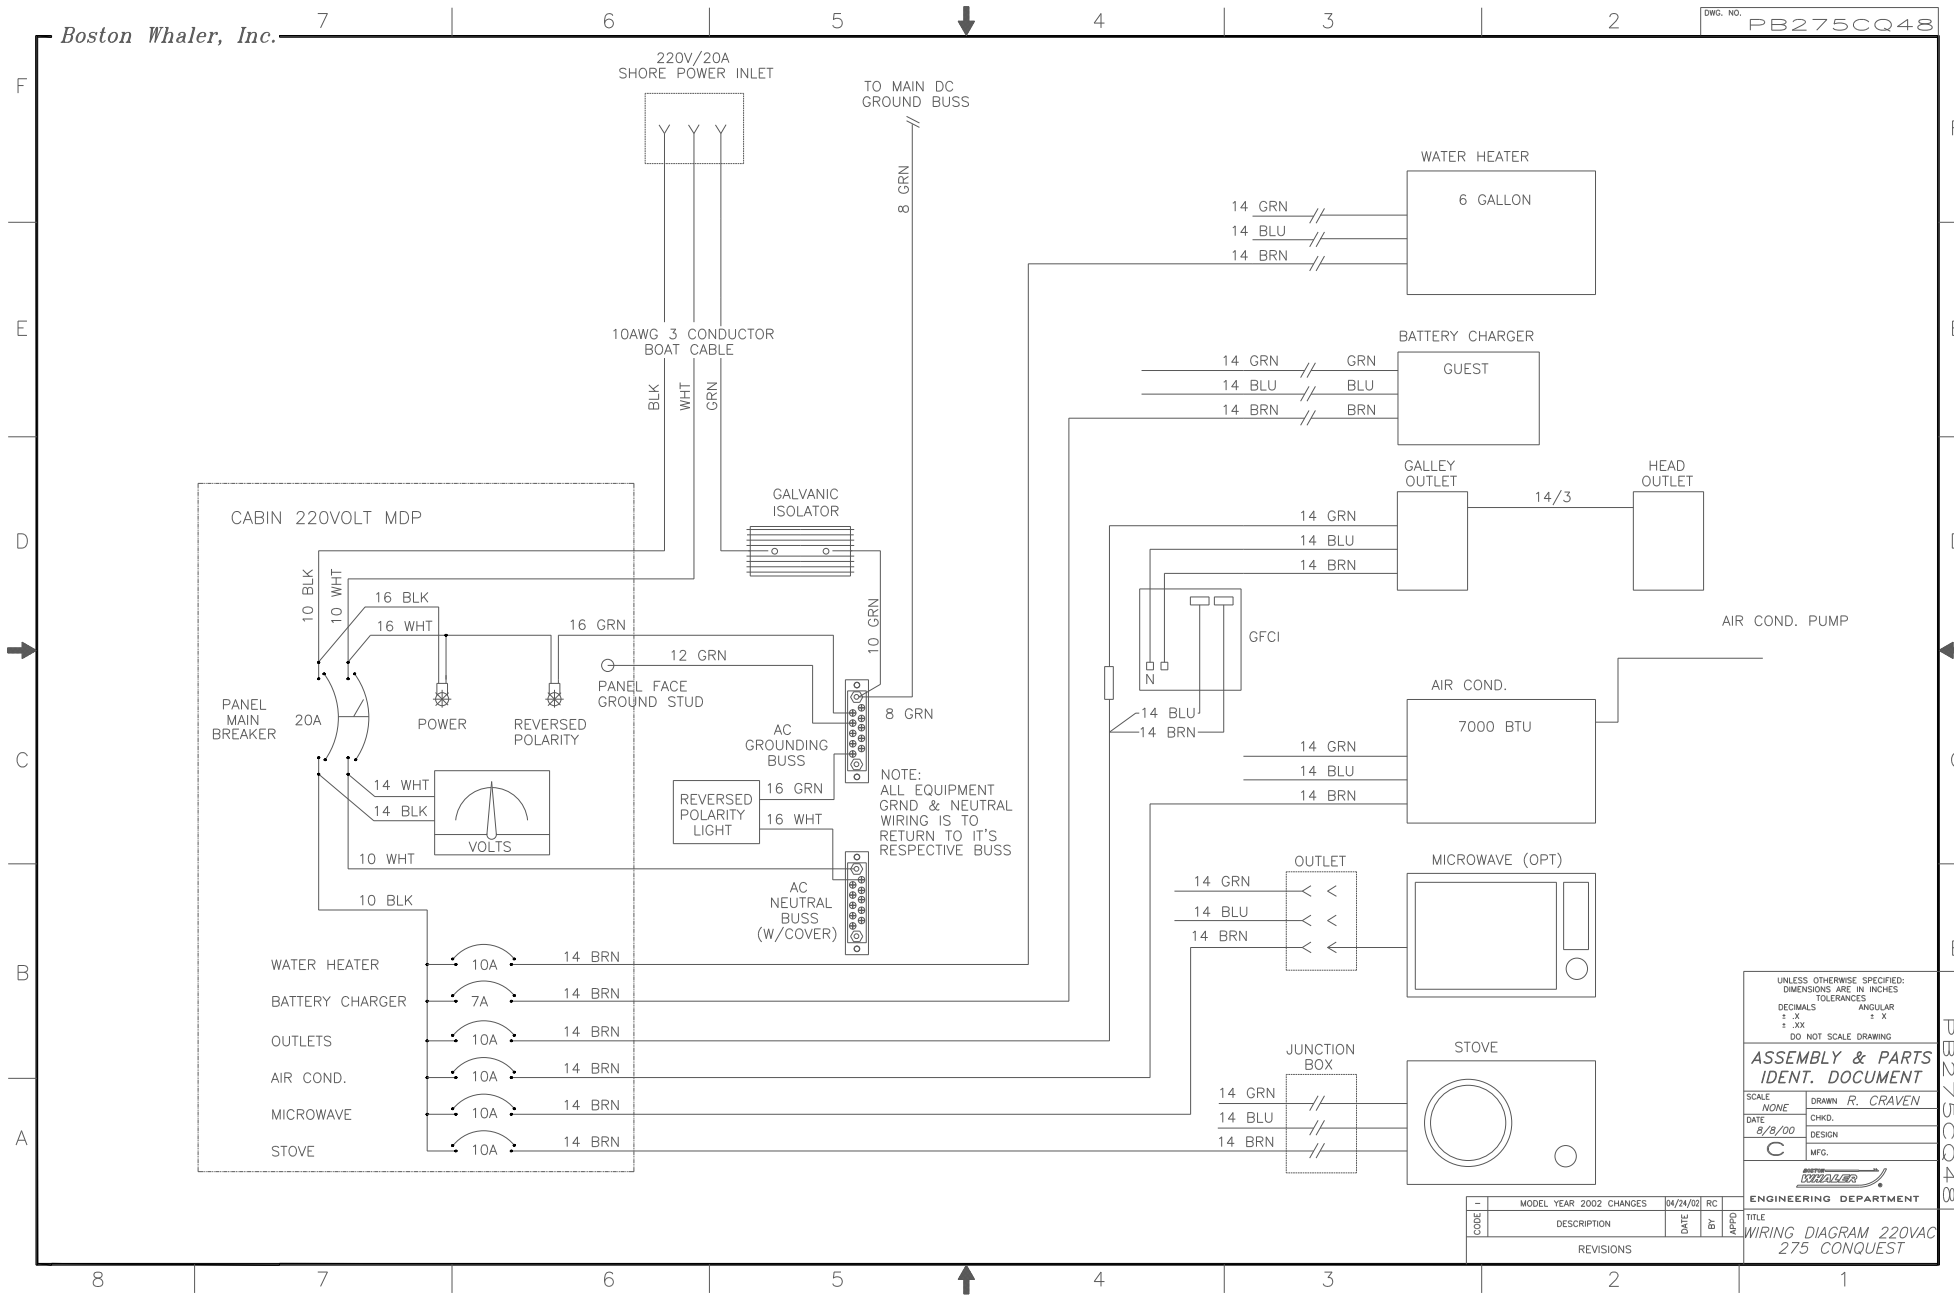 7 6 5 4 3 2
DWG. NO. PB275CQ48
Boston Whaler, Inc.
F
E
D
C
B
A
220V/20A
SHORE POWER INLET
TO MAIN DC
GROUND BUSS
8 GRN
10AWG 3 CONDUCTOR
BOAT CABLE
BLK
WHT
GRN
WATER HEATER
6 GALLON
14 GRN
14 BLU
14 BRN
BATTERY CHARGER
GUEST
14 GRN GRN
14 BLU BLU
14 BRN BRN
GALLEY
OUTLET
HEAD
OUTLET
14/3
14 GRN
14 BLU
14 BRN
GFCI
N
14 BLU
14 BRN
AIR COND. PUMP
AIR COND.
7000 BTU
14 GRN
14 BLU
14 BRN
CABIN 220VOLT MDP
10 BLK
10 WHT
16 BLK
16 WHT
16 GRN
12 GRN
PANEL FACE
GROUND STUD
GALVANIC
ISOLATOR
10 GRN
8 GRN
PANEL
MAIN
BREAKER
20A
POWER
REVERSED
POLARITY
AC
GROUNDING
BUSS
14 WHT
14 BLK
VOLTS
REVERSED
POLARITY
LIGHT
16 GRN
16 WHT
NOTE:
ALL EQUIPMENT
GRND & NEUTRAL
WIRING IS TO
RETURN TO IT'S
RESPECTIVE BUSS
10 WHT
10 BLK
AC
NEUTRAL
BUSS
(W/COVER)
OUTLET
14 GRN
14 BLU
14 BRN
MICROWAVE (OPT)
WATER HEATER 10A 14 BRN
BATTERY CHARGER 7A 14 BRN
OUTLETS 10A 14 BRN
AIR COND. 10A 14 BRN
MICROWAVE 10A 14 BRN
STOVE 10A 14 BRN
JUNCTION
BOX
14 GRN
14 BLU
14 BRN
STOVE
UNLESS OTHERWISE SPECIFIED:
DIMENSIONS ARE IN INCHES
TOLERANCES
DECIMALS ANGULAR
± .X ± X
± .XX
DO NOT SCALE DRAWING
ASSEMBLY & PARTS
IDENT. DOCUMENT
SCALE NONE
DRAWN R. CRAVEN
DATE 8/8/00
CHKD.
DESIGN
C
MFG.
BOSTON
WHALER
ENGINEERING DEPARTMENT
TITLE
WIRING DIAGRAM 220VAC
275 CONQUEST
PB275CQ48
- MODEL YEAR 2002 CHANGES 04/24/02 RC
CODE DESCRIPTION DATE BY APPD
REVISIONS
8 7 6 5 4 3 2 1